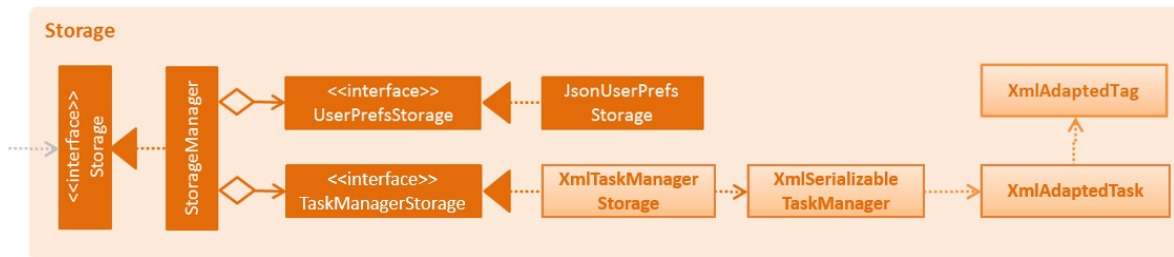 Storage
<<interface>>
Storage
StorageManager
<<interface>>
UserPrefsStorage
JsonUserPrefs
Storage
<<interface>>
TaskManagerStorage
XmlTaskManager
Storage
XmlSerializable
TaskManager
XmlAdaptedTag
XmlAdaptedTask